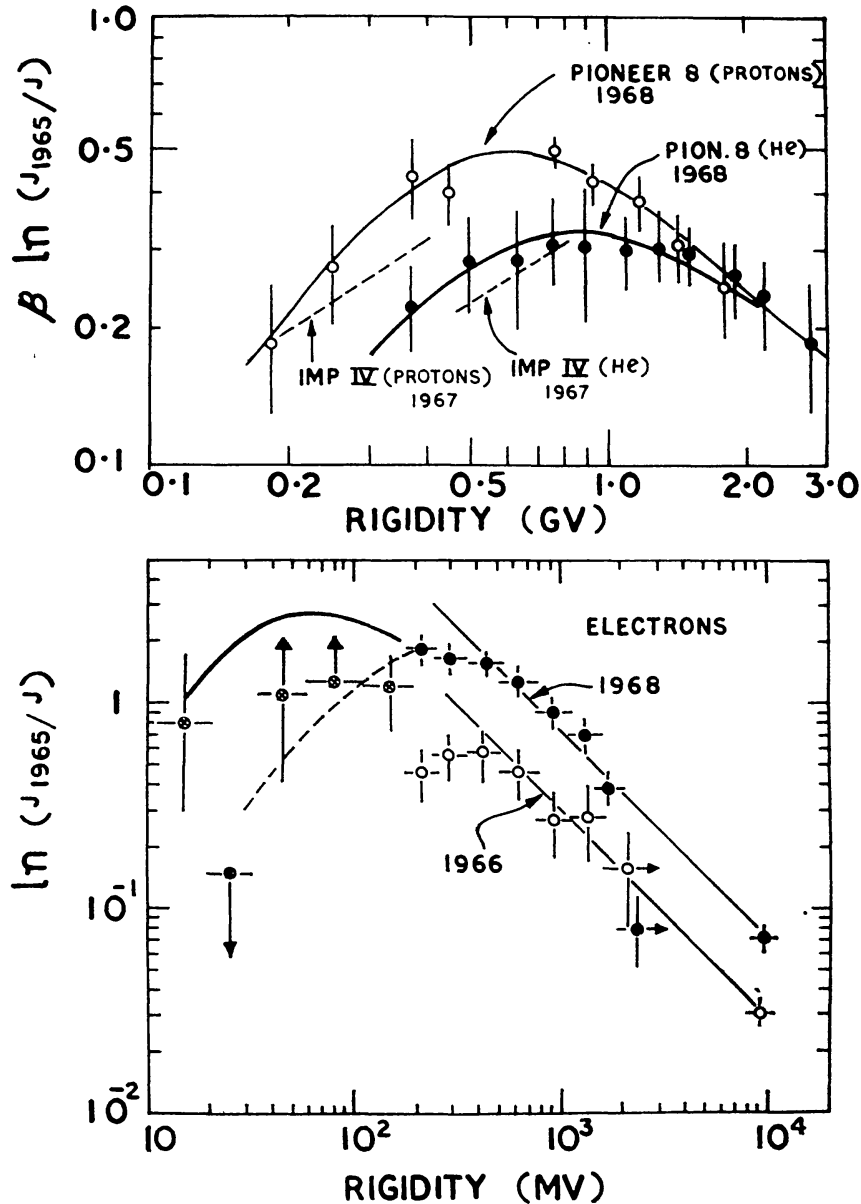 1.0
0.5
0.2
0.1
β ln (J1965/J)
PIONEER 8 (PROTONS)
1968
PION. 8 (He)
1968
IMP IV (PROTONS)
1967
IMP IV (He)
1967
0.1 0.2 0.5 1.0 2.0 3.0
RIGIDITY (GV)
ELECTRONS
1968
1966
1
10⁻¹
10⁻²
ln (J1965/J)
10 10² 10³ 10⁴
RIGIDITY (MV)